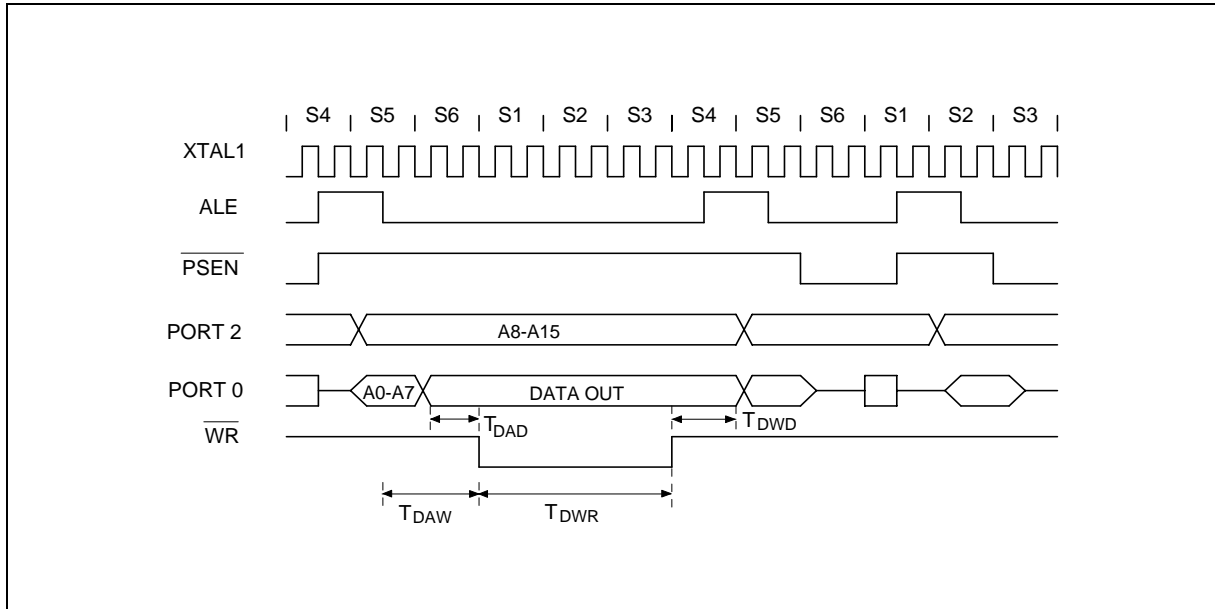 S4 S5 S6 S1 S2 S3 S4 S5 S6 S1 S2 S3
XTAL1
ALE
PSEN
PORT 2 A8-A15
PORT 0 A0-A7 DATA OUT
TDAD TDWD
WR
TDAW TDWR